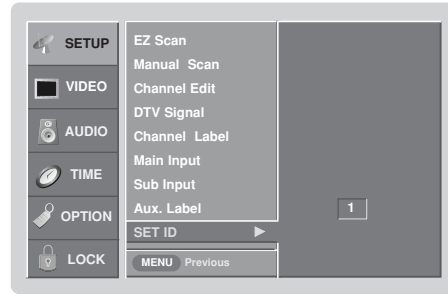 SETUP
VIDEO
AUDIO
TIME
OPTION
LOCK
EZ Scan
Manual Scan
Channel Edit
DTV Signal
Channel Label
Main Input
Sub Input
Aux. Label
SET ID ▶
1
MENU Previous